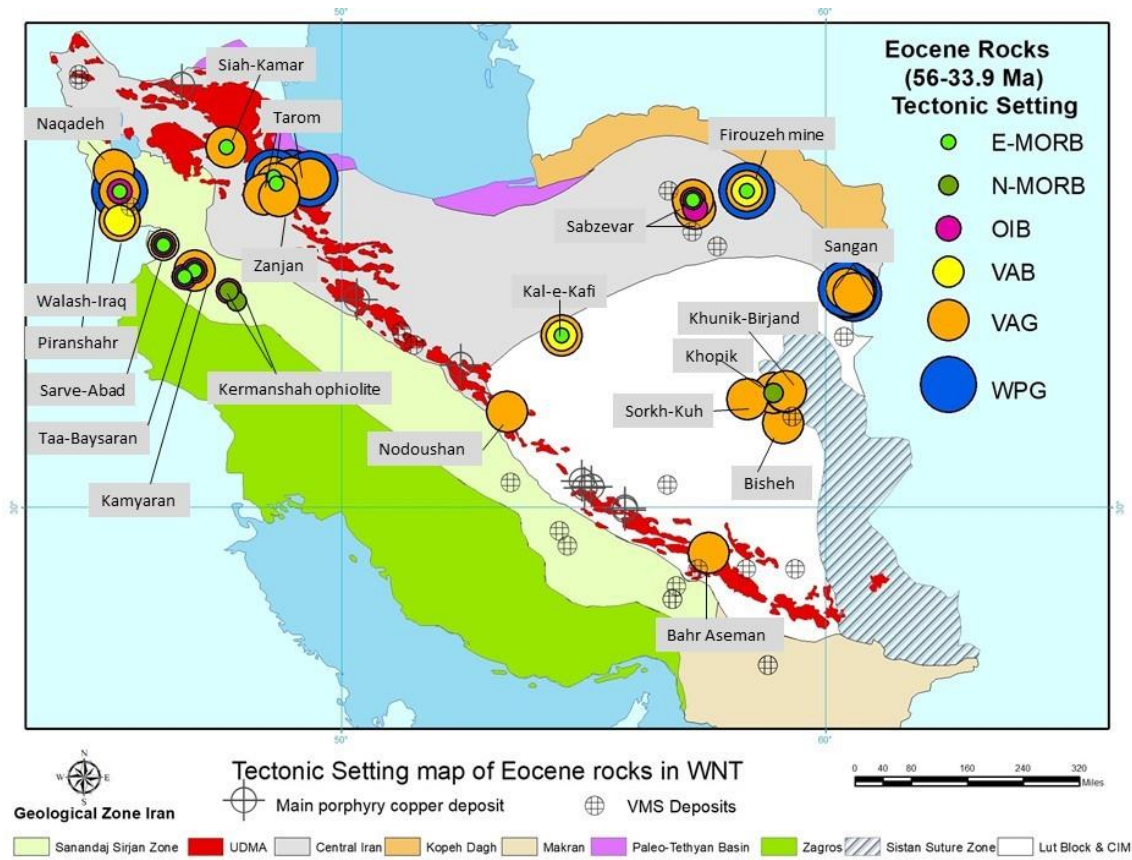 50°
60°
Eocene Rocks
(56-33.9 Ma)
Tectonic Setting
E-MORB
N-MORB
OIB
VAB
VAG
WPG
Siah-Kamar
Tarom
Naqadeh
Firouzeh mine
Sabzevar
Sangan
Zanjan
Kal-e-Kafi
Walash-Iraq
Piranshahr
Khunik-Birjand
Khopik
Sarve-Abad
Kermanshah ophiolite
Sorkh-Kuh
Taa-Baysaran
Nodoushan
Bisheh
Kamyaran
30°
30°
Bahr Aseman
50°
60°
N
W
E
S
Geological Zone Iran
Tectonic Setting map of Eocene rocks in WNT
Main porphyry copper deposit
VMS Deposits
0 40 80 160 240 320
Miles
Sanandaj Sirjan Zone
UDMA
Central Iran
Kopeh Dagh
Makran
Paleo-Tethyan Basin
Zagros
Sistan Suture Zone
Lut Block & CIM